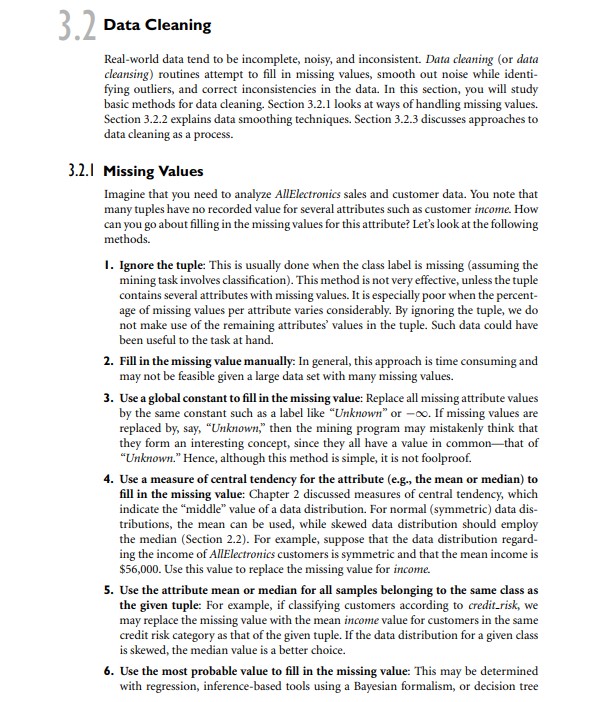 3.2 Data Cleaning
Real-world data tend to be incomplete, noisy, and inconsistent. Data cleaning (or data
cleansing) routines attempt to fill in missing values, smooth out noise while identi-
fying outliers, and correct inconsistencies in the data. In this section, you will study
basic methods for data cleaning. Section 3.2.1 looks at ways of handling missing values.
Section 3.2.2 explains data smoothing techniques. Section 3.2.3 discusses approaches to
data cleaning as a process.
3.2.1 Missing Values
Imagine that you need to analyze AllElectronics sales and customer data. You note that
many tuples have no recorded value for several attributes such as customer income. How
can you go about filling in the missing values for this attribute? Let's look at the following
methods.
1. Ignore the tuple: This is usually done when the class label is missing (assuming the
mining task involves classification). This method is not very effective, unless the tuple
contains several attributes with missing values. It is especially poor when the percent-
age of missing values per attribute varies considerably. By ignoring the tuple, we do
not make use of the remaining attributes' values in the tuple. Such data could have
been useful to the task at hand.
2. Fill in the missing value manually: In general, this approach is time consuming and
may not be feasible given a large data set with many missing values.
3. Use a global constant to fill in the missing value: Replace all missing attribute values
by the same constant such as a label like “Unknown” or −∞. If missing values are
replaced by, say, “Unknown,” then the mining program may mistakenly think that
they form an interesting concept, since they all have a value in common—that of
“Unknown.” Hence, although this method is simple, it is not foolproof.
4. Use a measure of central tendency for the attribute (e.g., the mean or median) to
fill in the missing value: Chapter 2 discussed measures of central tendency, which
indicate the “middle” value of a data distribution. For normal (symmetric) data dis-
tributions, the mean can be used, while skewed data distribution should employ
the median (Section 2.2). For example, suppose that the data distribution regard-
ing the income of AllElectronics customers is symmetric and that the mean income is
$56,000. Use this value to replace the missing value for income.
5. Use the attribute mean or median for all samples belonging to the same class as
the given tuple: For example, if classifying customers according to credit_risk, we
may replace the missing value with the mean income value for customers in the same
credit risk category as that of the given tuple. If the data distribution for a given class
is skewed, the median value is a better choice.
6. Use the most probable value to fill in the missing value: This may be determined
with regression, inference-based tools using a Bayesian formalism, or decision tree